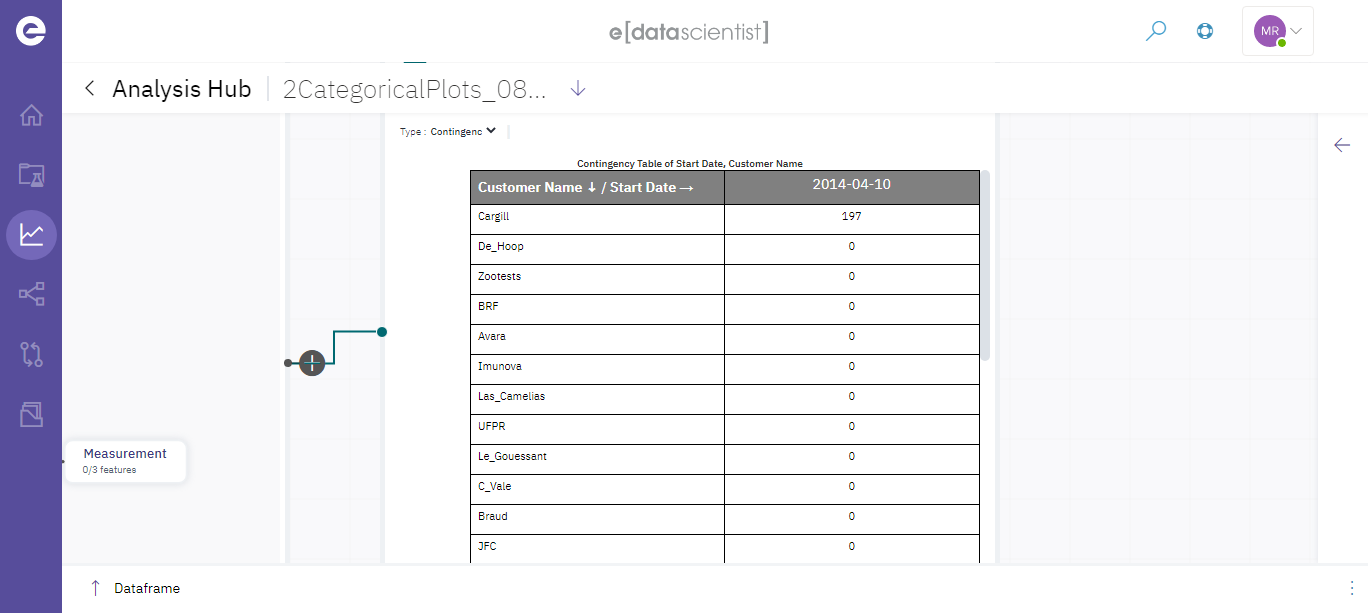 e[datascientist]
MR
Analysis Hub
2CategoricalPlots_08...
Type : Contingenc
Contingency Table of Start Date, Customer Name
Customer Name ↓ / Start Date → 2014-04-10
Cargill 197
De_Hoop 0
Zootests 0
BRF 0
Avara 0
Imunova 0
Las_Camelias 0
UFPR 0
Le_Gouessant 0
C_Vale 0
Braud 0
JFC 0
Measurement
0/3 features
Dataframe